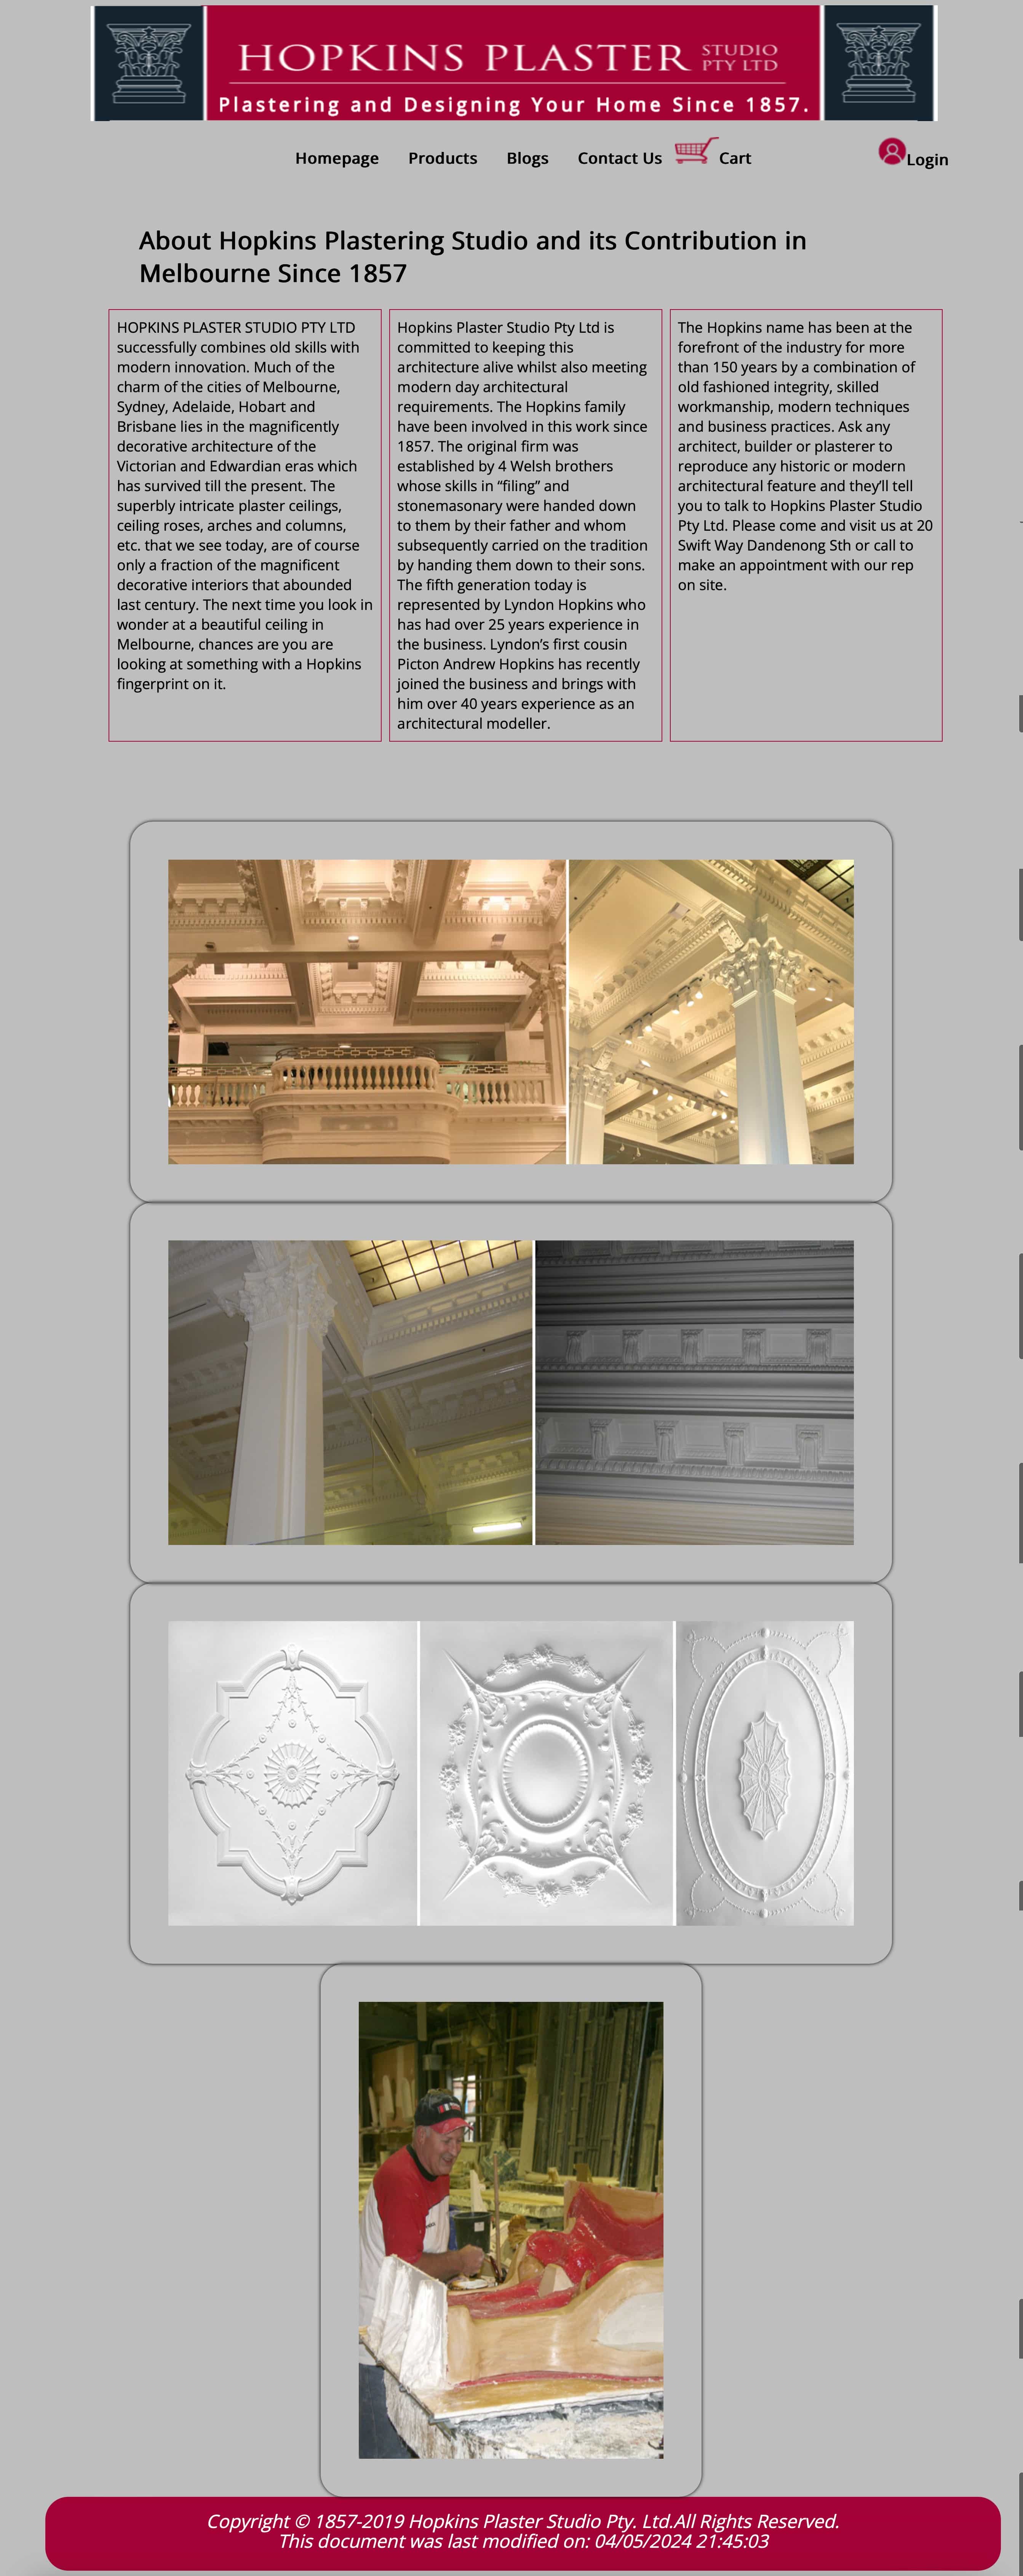 HOPKINS PLASTER STUDIO PTY LTD
Plastering and Designing Your Home Since 1857.
Homepage Products Blogs Contact Us Cart Login
About Hopkins Plastering Studio and its Contribution in
Melbourne Since 1857
HOPKINS PLASTER STUDIO PTY LTD
successfully combines old skills with
modern innovation. Much of the
charm of the cities of Melbourne,
Sydney, Adelaide, Hobart and
Brisbane lies in the magnificently
decorative architecture of the
Victorian and Edwardian eras which
has survived till the present. The
superbly intricate plaster ceilings,
ceiling roses, arches and columns,
etc. that we see today, are of course
only a fraction of the magnificent
decorative interiors that abounded
last century. The next time you look in
wonder at a beautiful ceiling in
Melbourne, chances are you are
looking at something with a Hopkins
fingerprint on it.
Hopkins Plaster Studio Pty Ltd is
committed to keeping this
architecture alive whilst also meeting
modern day architectural
requirements. The Hopkins family
have been involved in this work since
1857. The original firm was
established by 4 Welsh brothers
whose skills in “filing” and
stonemasonry were handed down
to them by their father and whom
subsequently carried on the tradition
by handing them down to their sons.
The fifth generation today is
represented by Lyndon Hopkins who
has had over 25 years experience in
the business. Lyndon’s first cousin
Picton Andrew Hopkins has recently
joined the business and brings with
him over 40 years experience as an
architectural modeller.
The Hopkins name has been at the
forefront of the industry for more
than 150 years by a combination of
old fashioned integrity, skilled
workmanship, modern techniques
and business practices. Ask any
architect, builder or plasterer to
reproduce any historic or modern
architectural feature and they’ll tell
you to talk to Hopkins Plaster Studio
Pty Ltd. Please come and visit us at 20
Swift Way Dandenong Sth or call to
make an appointment with our rep
on site.
Copyright © 1857-2019 Hopkins Plaster Studio Pty. Ltd.All Rights Reserved.
This document was last modified on: 04/05/2024 21:45:03